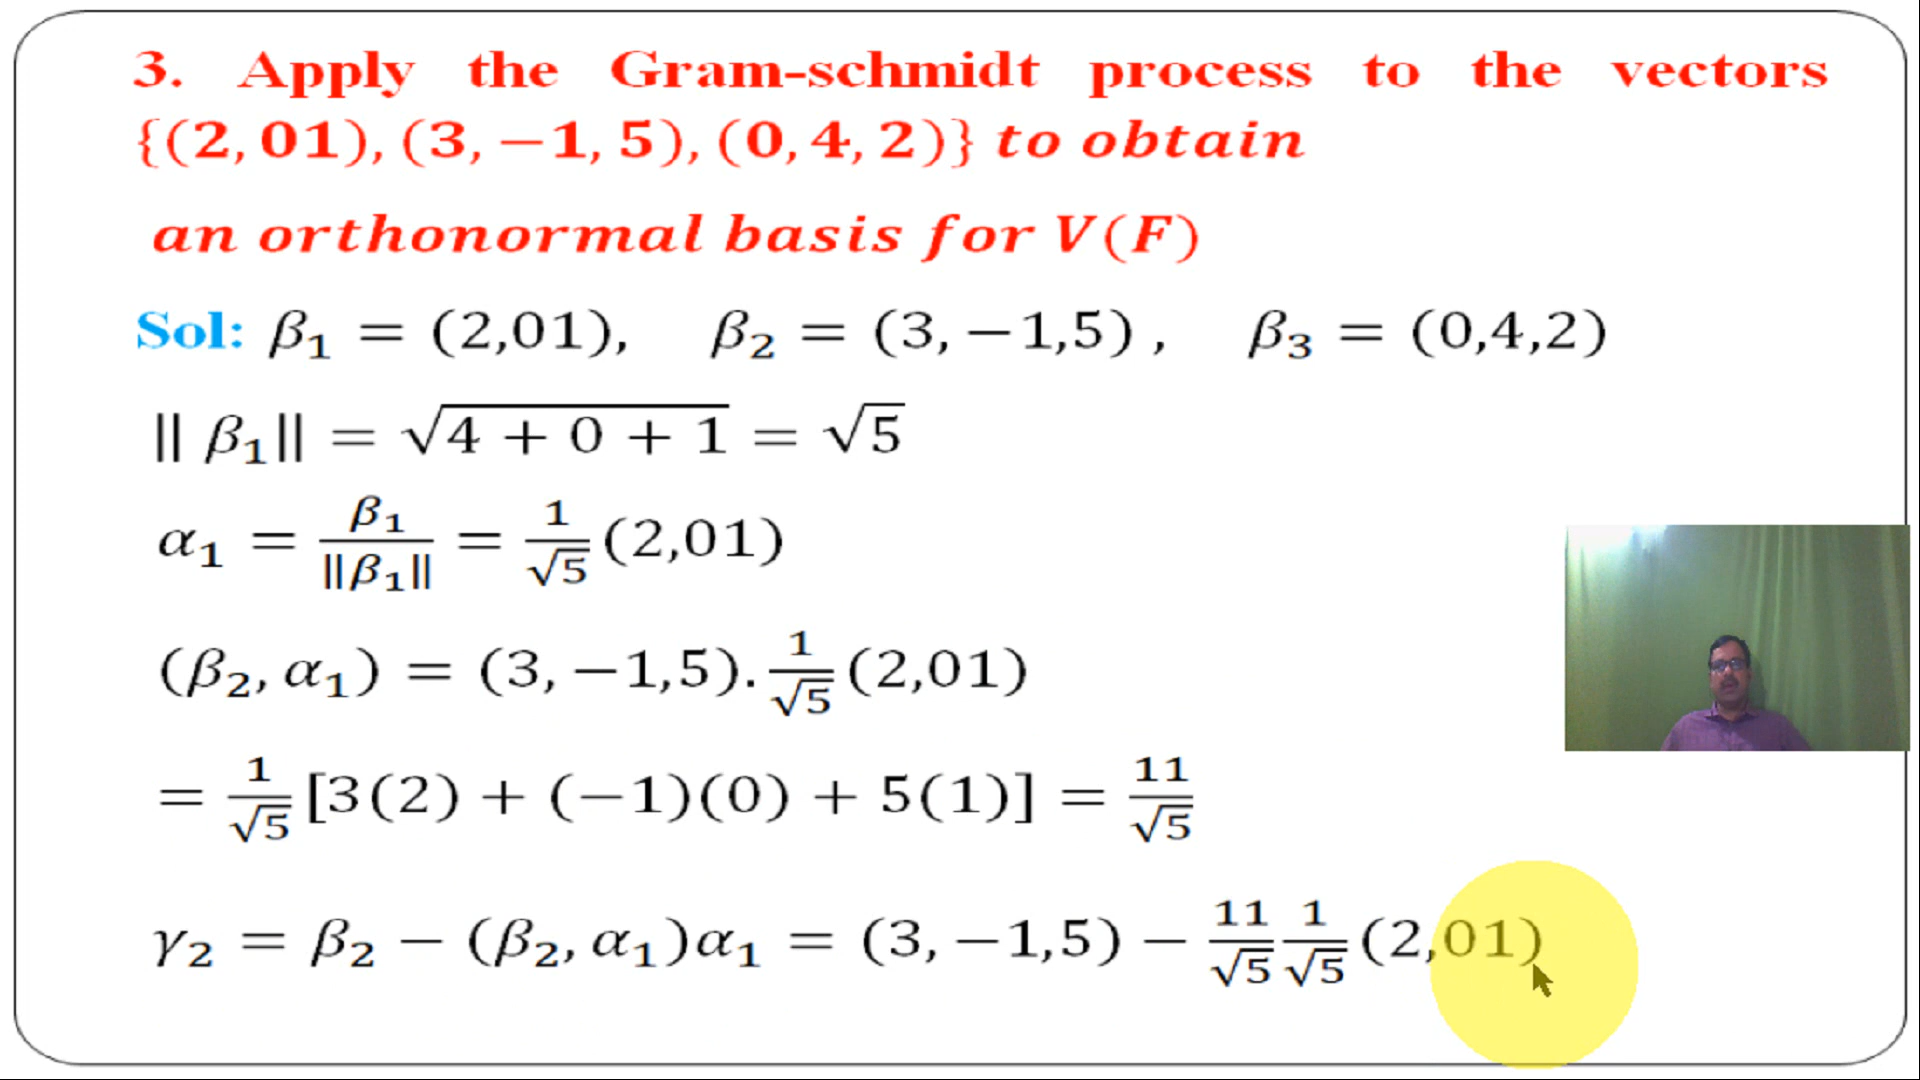 3. Apply the Gram-schmidt process to the vectors
{(2, 01), (3, −1, 5), (0, 4, 2)} to obtain
an orthonormal basis for V(F)
Sol: β₁ = (2,01), β₂ = (3, −1,5) , β₃ = (0,4,2)
|| β₁|| = √(4 + 0 + 1) = √5
α₁ = β₁/||β₁|| = 1/√5 (2,01)
(β₂, α₁) = (3, −1,5). 1/√5 (2,01)
= 1/√5 [3(2) + (−1)(0) + 5(1)] = 11/√5
γ₂ = β₂ − (β₂, α₁)α₁ = (3, −1,5) − 11/√5 1/√5 (2,01)